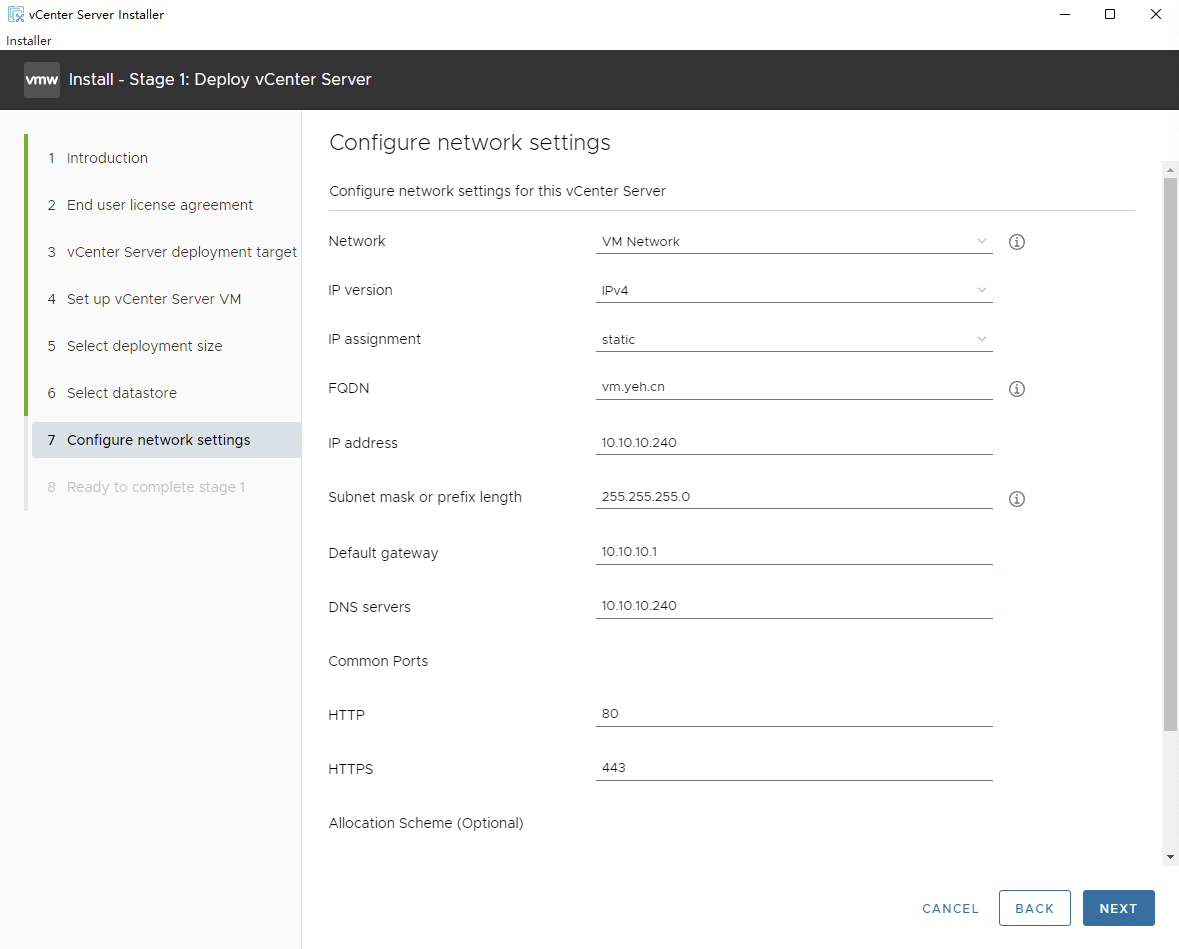 vCenter Server Installer
Installer
vmw Install - Stage 1: Deploy vCenter Server
1 Introduction
2 End user license agreement
3 vCenter Server deployment target
4 Set up vCenter Server VM
5 Select deployment size
6 Select datastore
7 Configure network settings
8 Ready to complete stage 1
Configure network settings
Configure network settings for this vCenter Server
Network VM Network
IP version IPv4
IP assignment static
FQDN vm.yeh.cn
IP address 10.10.10.240
Subnet mask or prefix length 255.255.255.0
Default gateway 10.10.10.1
DNS servers 10.10.10.240
Common Ports
HTTP 80
HTTPS 443
Allocation Scheme (Optional)
CANCEL BACK NEXT